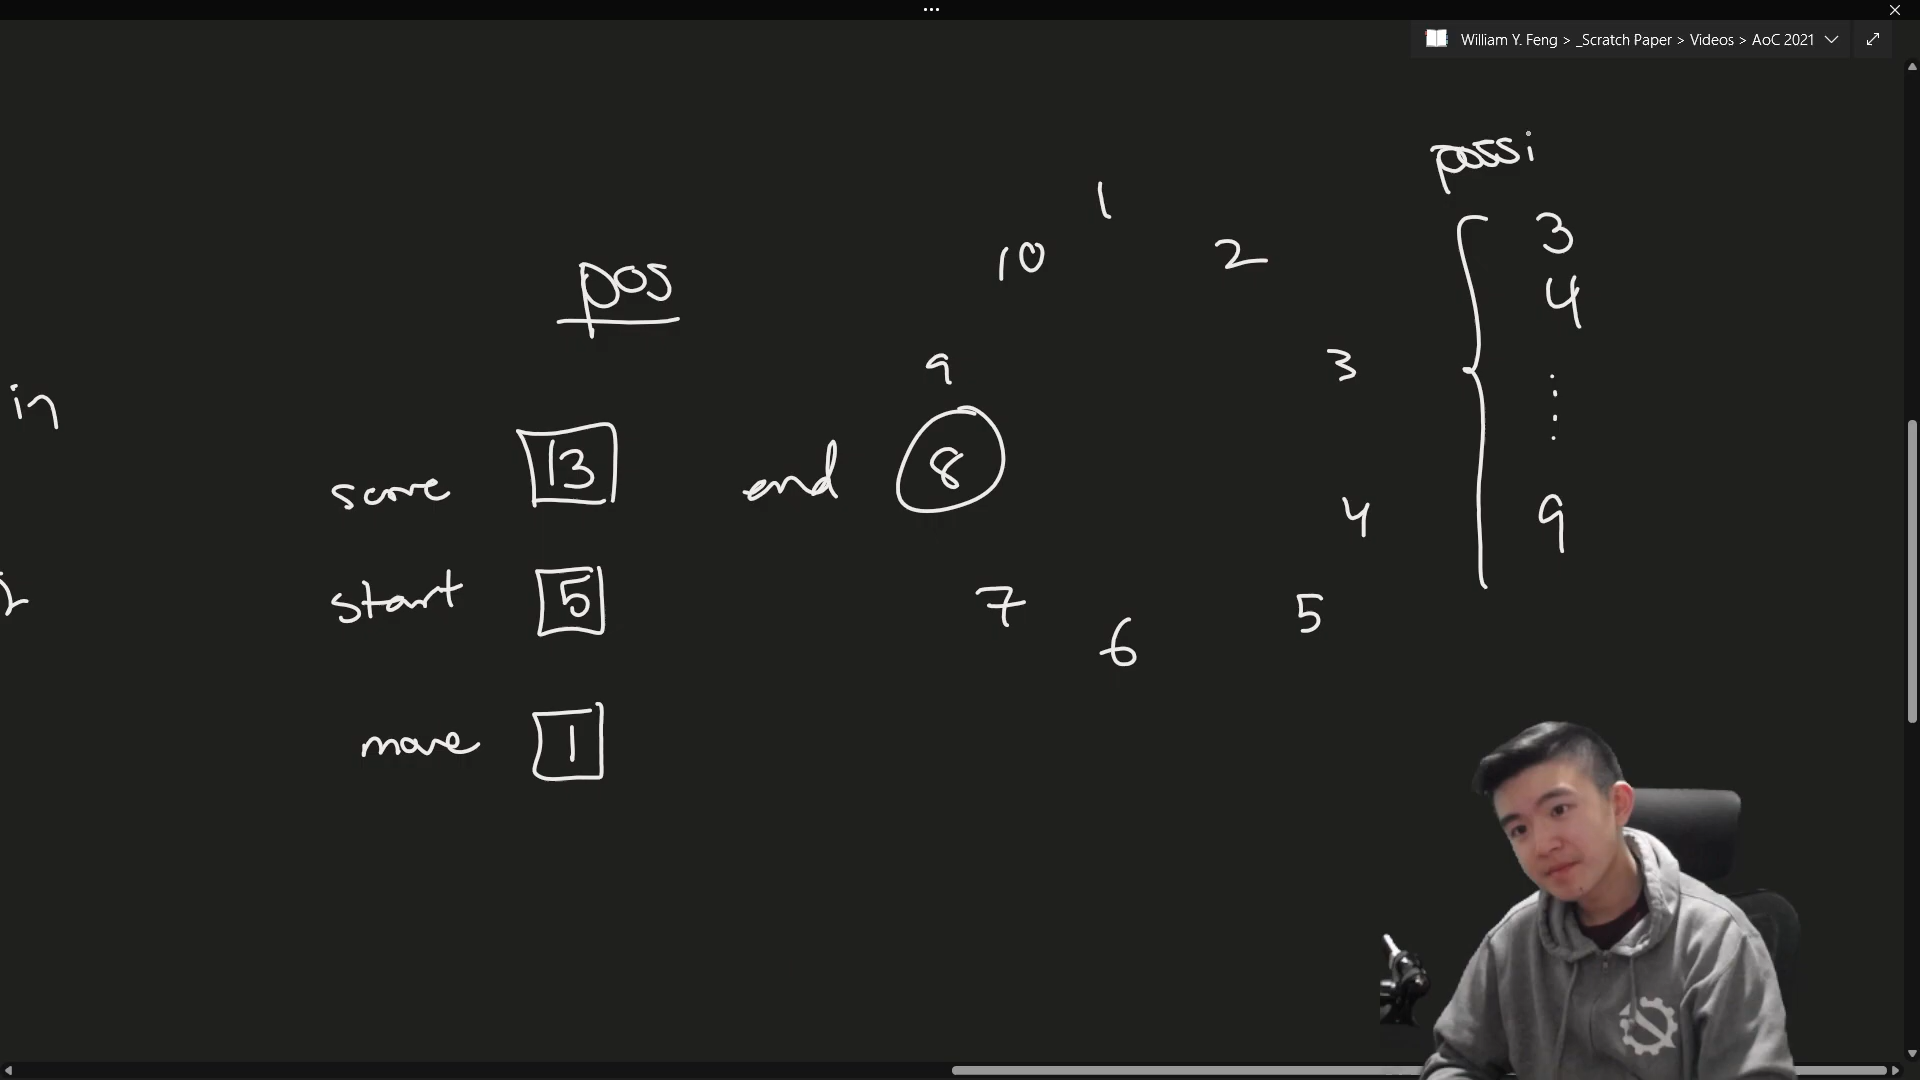 ...
William Y. Feng > _Scratch Paper > Videos > AoC 2021
possi
1
3
10
2
4
pos
9
3
in
score 13 end 8
4
9
start 5
7
5
6
move 1